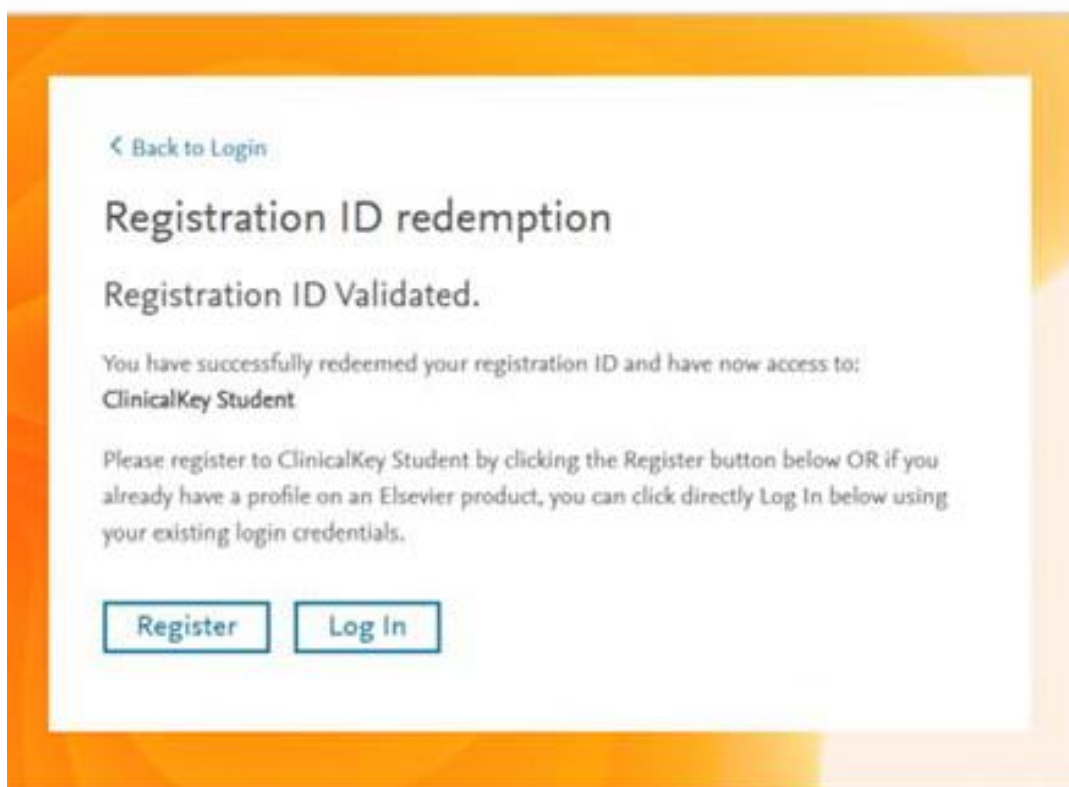 Back to Login
Registration ID redemption
Registration ID Validated.
You have successfully redeemed your registration ID and have now access to:
ClinicalKey Student
Please register to ClinicalKey Student by clicking the Register button below OR if you
already have a profile on an Elsevier product, you can click directly Log In below using
your existing login credentials.
Register Log In